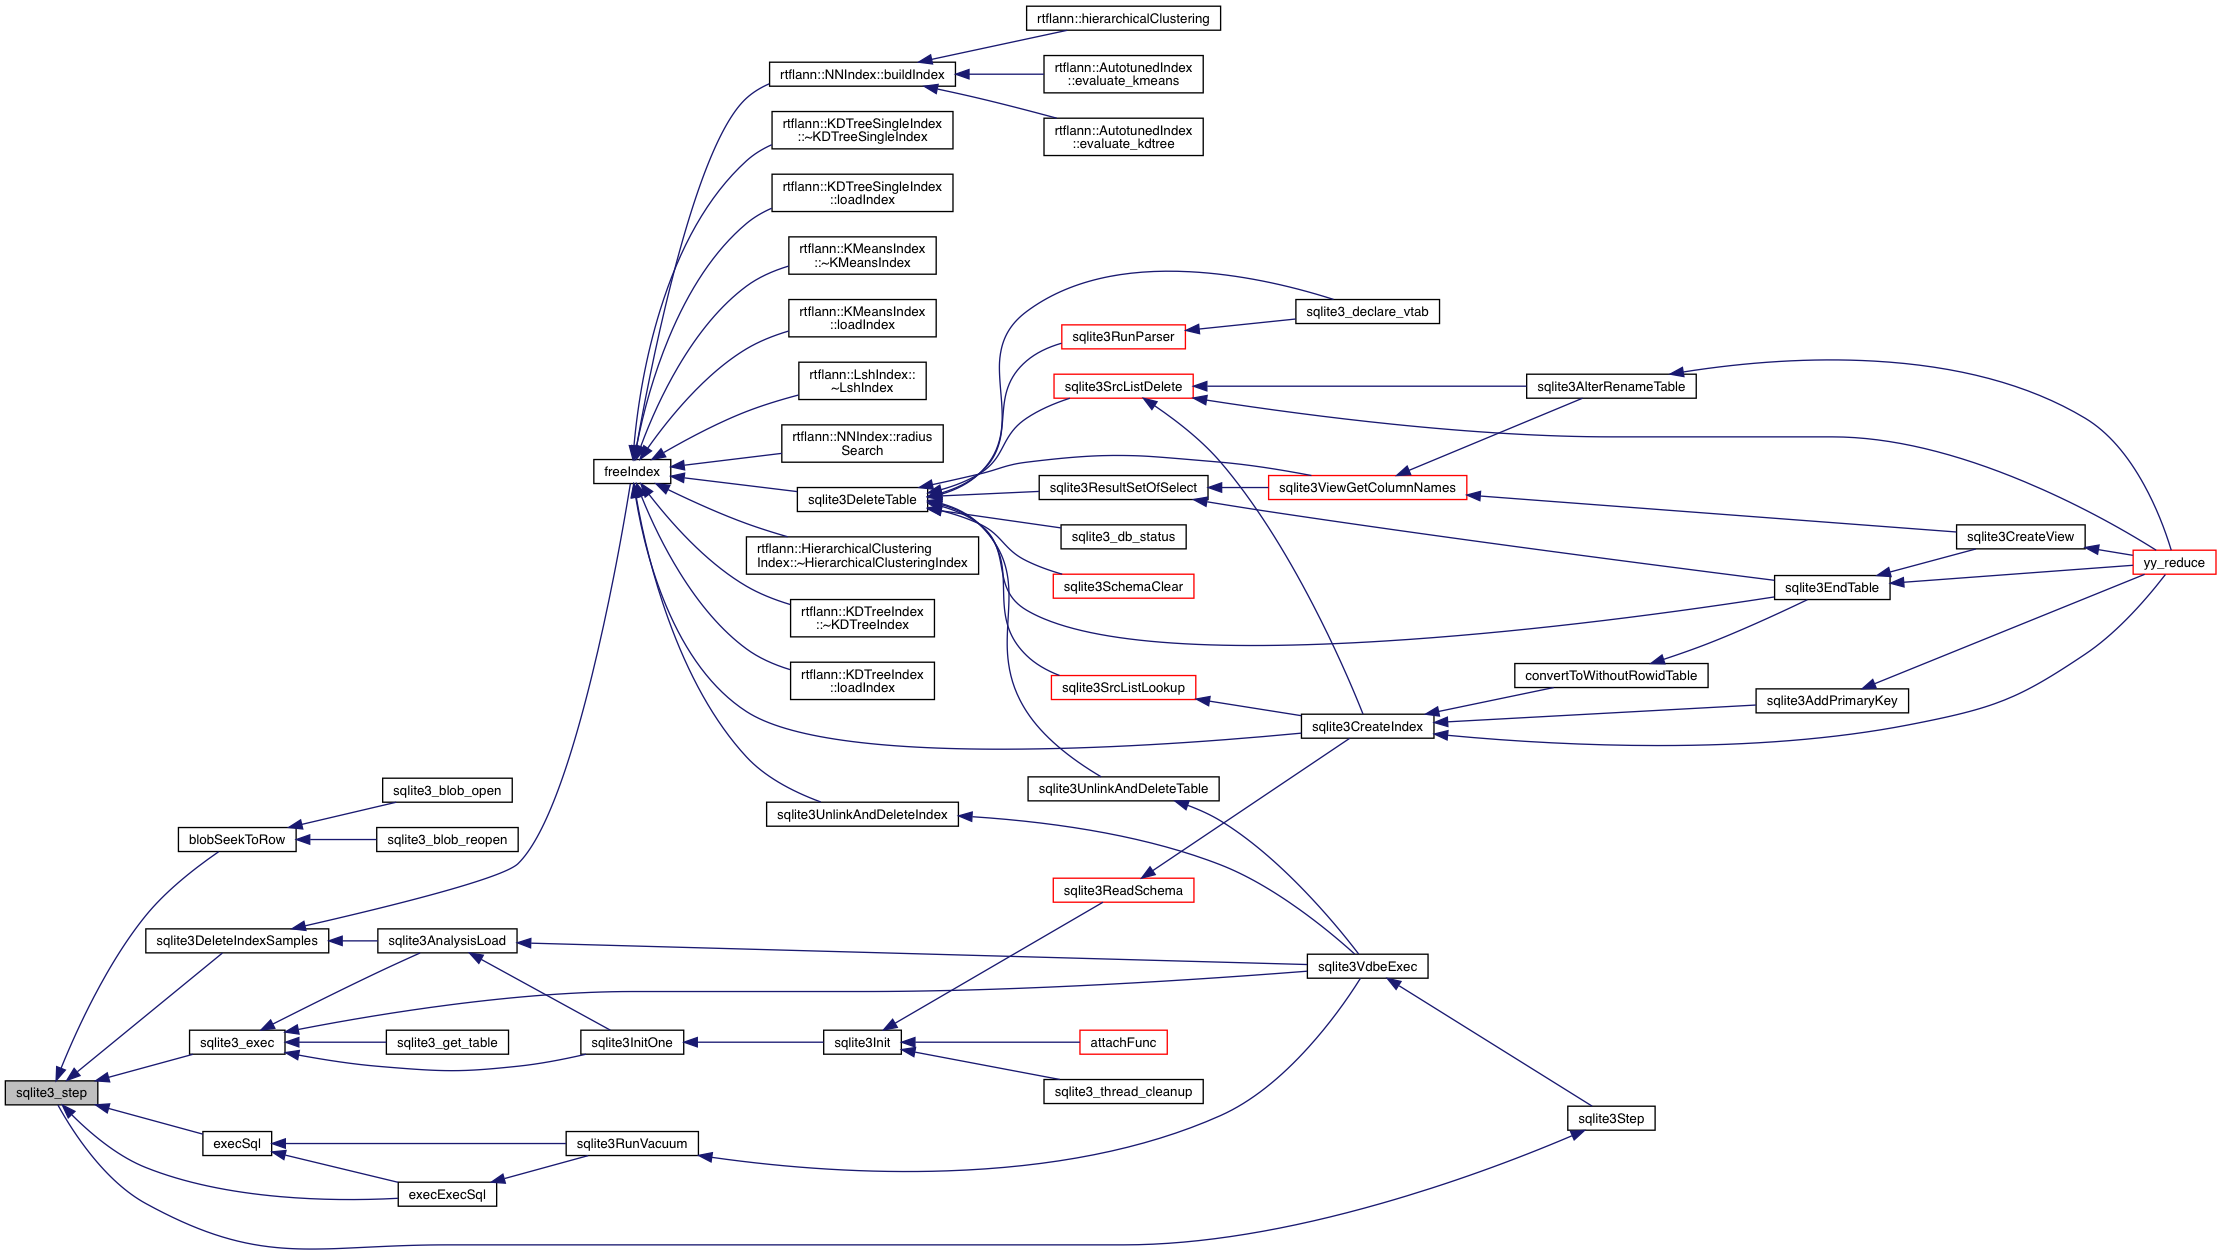 rtflann::hierarchicalClustering
rtflann::NNIndex::buildIndex
rtflann::AutotunedIndex
::evaluate_kmeans
rtflann::AutotunedIndex
::evaluate_kdtree
rtflann::KDTreeSingleIndex
::~KDTreeSingleIndex
rtflann::KDTreeSingleIndex
::loadIndex
rtflann::KMeansIndex
::~KMeansIndex
rtflann::KMeansIndex
::loadIndex
rtflann::LshIndex::
~LshIndex
rtflann::NNIndex::radius
Search
freeIndex
sqlite3DeleteTable
rtflann::HierarchicalClustering
Index::~HierarchicalClusteringIndex
rtflann::KDTreeIndex
::~KDTreeIndex
rtflann::KDTreeIndex
::loadIndex
sqlite3_declare_vtab
sqlite3RunParser
sqlite3SrcListDelete
sqlite3AlterRenameTable
sqlite3ResultSetOfSelect
sqlite3ViewGetColumnNames
sqlite3_db_status
sqlite3CreateView
yy_reduce
sqlite3SchemaClear
sqlite3EndTable
sqlite3SrcListLookup
convertToWithoutRowidTable
sqlite3AddPrimaryKey
sqlite3CreateIndex
sqlite3UnlinkAndDeleteTable
sqlite3UnlinkAndDeleteIndex
sqlite3_blob_open
blobSeekToRow
sqlite3_blob_reopen
sqlite3ReadSchema
sqlite3DeleteIndexSamples
sqlite3AnalysisLoad
sqlite3VdbeExec
sqlite3_exec
sqlite3_get_table
sqlite3InitOne
sqlite3Init
attachFunc
sqlite3_thread_cleanup
sqlite3_step
sqlite3Step
execSql
sqlite3RunVacuum
execExecSql